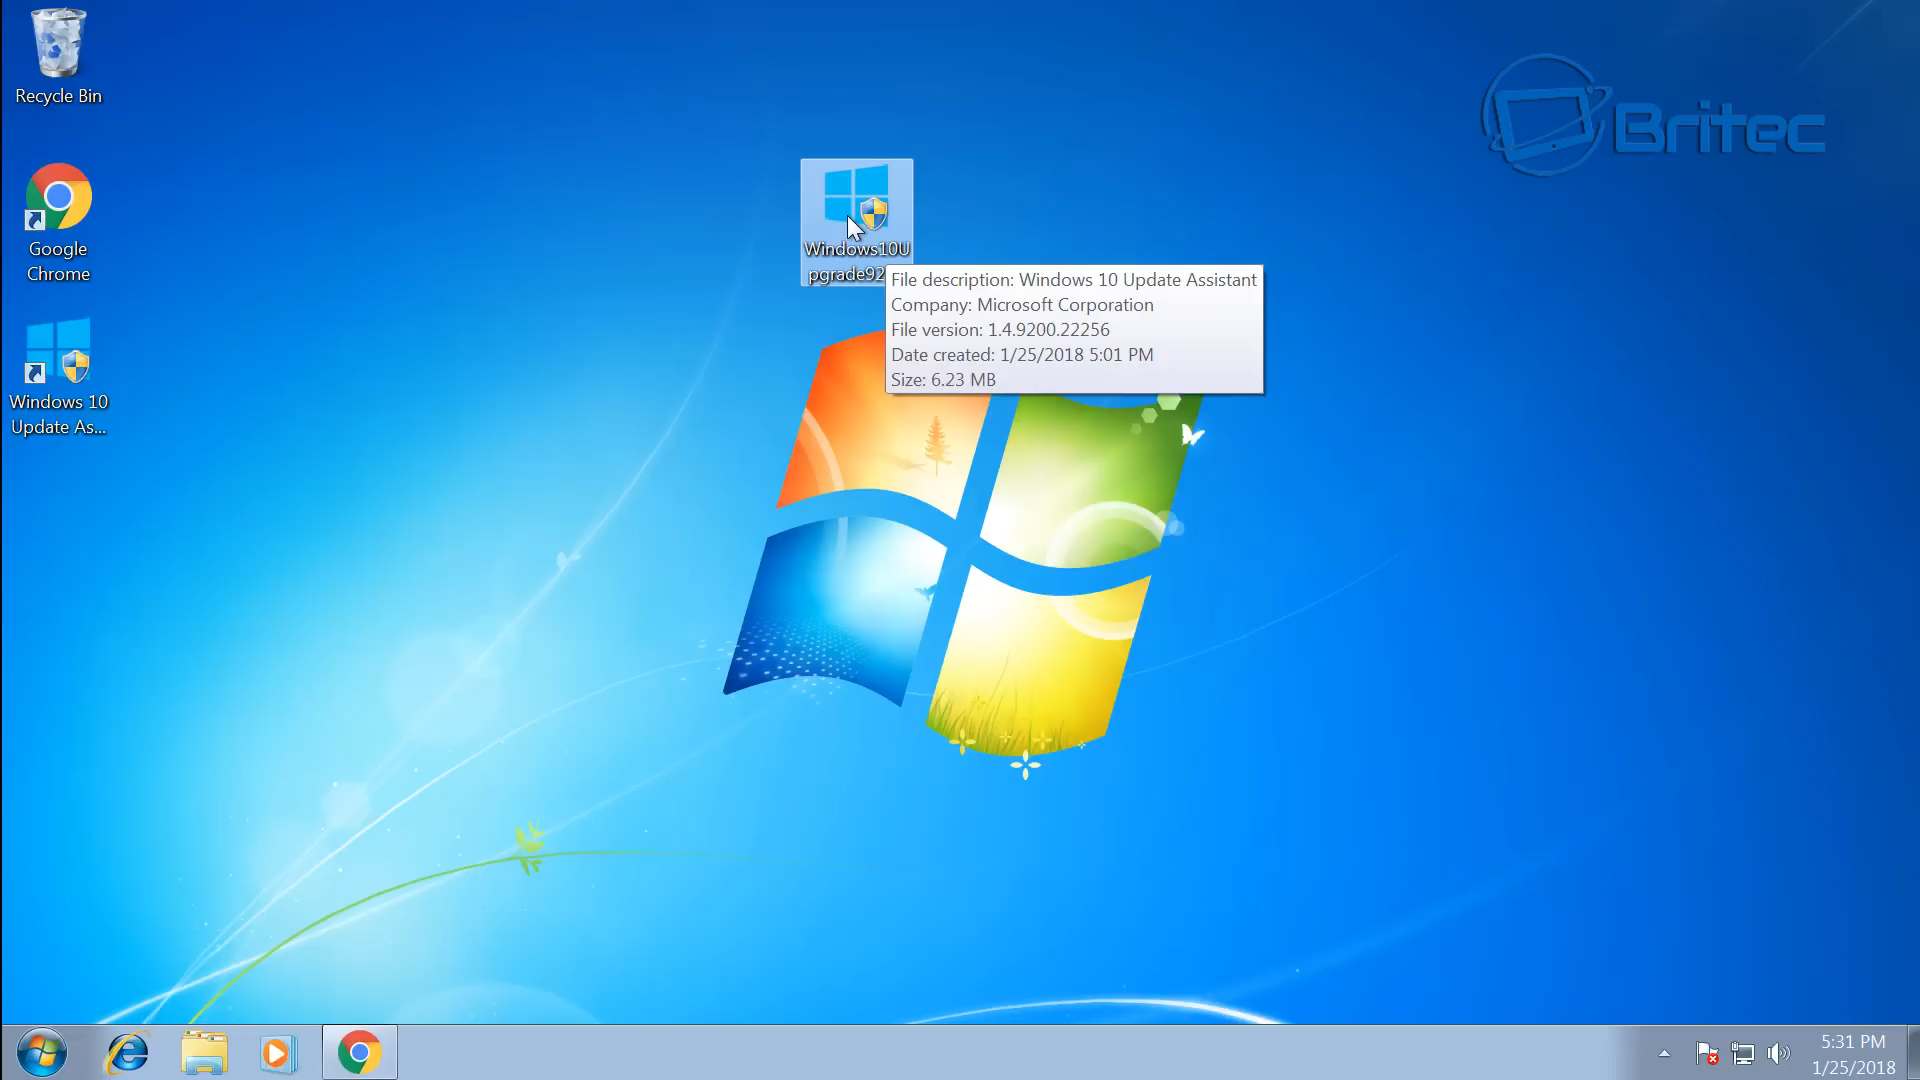 Recycle Bin
Google
Chrome
Windows 10
Update As...
Britec
Windows10U
pgrade92
File description: Windows 10 Update Assistant
Company: Microsoft Corporation
File version: 1.4.9200.22256
Date created: 1/25/2018 5:01 PM
Size: 6.23 MB
5:31 PM
1/25/2018